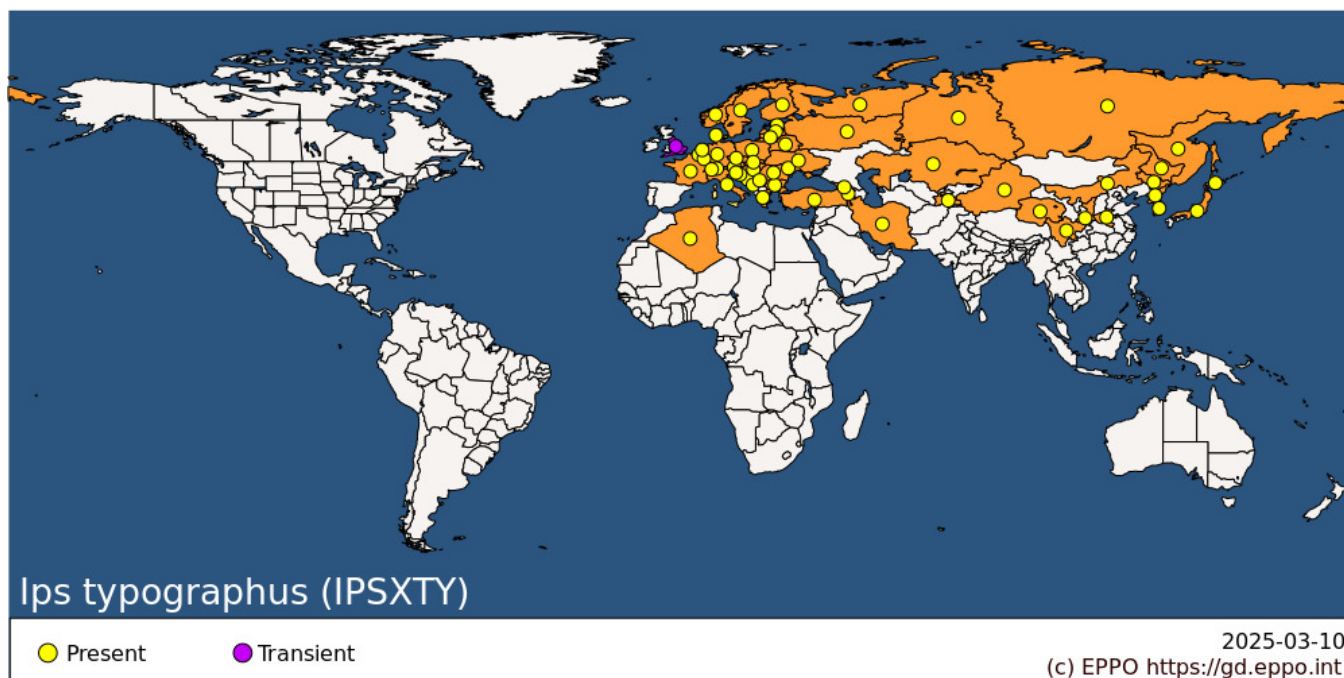 Ips typographus (IPSXTY)
Present
Transient
2025-03-10
(c) EPPO https://gd.eppo.int